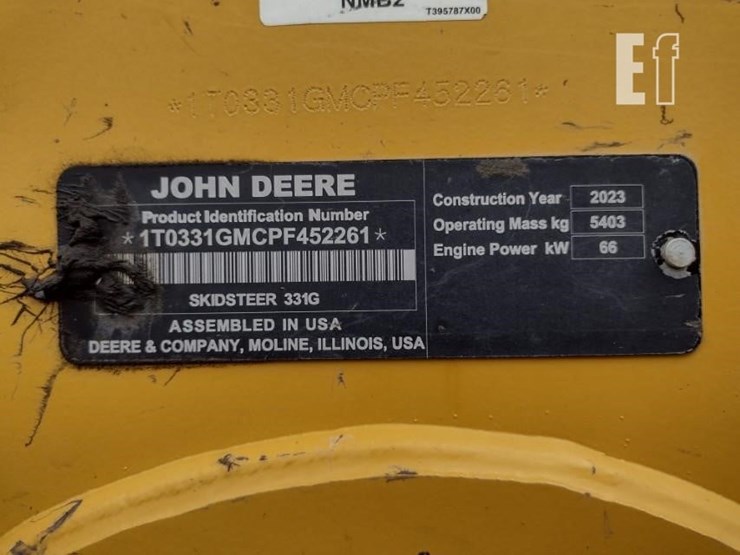 NMB2
T395787X00
Ef
*1T0331GMCPF452261*
JOHN DEERE
Product Identification Number
*1T0331GMCPF452261*
SKIDSTEER 331G
ASSEMBLED IN USA
DEERE & COMPANY, MOLINE, ILLINOIS, USA
Construction Year 2023
Operating Mass kg 5403
Engine Power kW 66